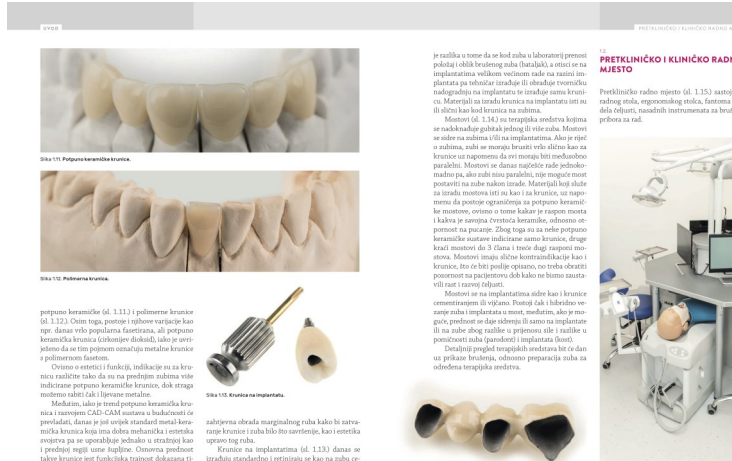 UVOD
Slika 1.11. Potpuno keramičke krunice.
Slika 1.12. Polimerna krunica.
potpuno keramičke (sl. 1.11.) i polimerne krunice
(sl. 1.12.). Osim toga, postoje i njihove varijacije kao
npr. danas vrlo popularna fasetirana, ali potpuno
keramička krunica (cirkonijev dioksid), iako je uvri-
ježeno da se tim pojmom označuju metalne krunice
s polimernom fasetom.
Ovisno o estetici i funkciji, indikacije su za kru-
nicu različite tako da su na prednjim zubima više
indicirane potpuno keramičke krunice, dok straga
možemo rabiti čak i lijevane metalne.
Međutim, iako je trend potpuno keramička kru-
nica i razvojem CAD-CAM sustava u budućnosti će
prevladati, danas je još uvijek standard metal-kera-
mička krunica koja ima dobra mehanička i estetska
svojstva pa se uporabljuje jednako u stražnjoj kao
i prednjoj regiji usne šupljine. Osnovna prednost
takve krunice jest funkcijska trajnost dokazana ti-
Slika 1.13. Krunica na implantatu.
zahtjevna obrada marginalnog ruba kako bi zatva-
ranje krunice i zuba bilo što savršenije, kao i estetika
upravo tog ruba.
Krunice na implantatima (sl. 1.13.) danas se
izrađuju standardno i retiniraju se kao na zubu ce-
je razlika u tome da se kod zuba u laboratorij prenosi
položaj i oblik brušenog zuba (bataljak), a otisci se na
implantatima velikom većinom rade na razini im-
plantata pa tehničar izrađuje ili obrađuje tvorničku
nadogradnju na implantatu te izrađuje samu kruni-
cu. Materijali za izradu krunica na implantatu isti su
ili slični kao kod krunica na zubima.
Mostovi (sl. 1.14.) su terapijska sredstva kojima
se nadoknađuje gubitak jednog ili više zuba. Mostovi
se sidre na zubima i/ili na implantatima. Ako je riječ
o zubima, zubi se moraju brusiti vrlo slično kao za
krunice uz napomenu da svi moraju biti međusobno
paralelni. Mostovi se danas najčešće rade jednoko-
madno pa, ako zubi nisu paralelni, nije moguće most
postaviti na zube nakon izrade. Materijali koji služe
za izradu mostova isti su kao i za krunice, uz napo-
menu da postoje ograničenja za potpuno keramič-
ke mostove, ovisno o tome kakav je raspon mosta
i kakva je savojna čvrstoća keramike, odnosno ot-
pornost na pucanje. Zbog toga su za neke potpuno
keramičke sustave indicirane samo krunice, druge
kraći mostovi do 3 člana i treće dugi rasponi mo-
stova. Mostovi imaju slične kontraindikacije kao i
krunice, što će biti poslije opisano, no treba obratiti
pozornost na pacijentovu dob kako ne bismo zausta-
vili rast i razvoj čeljusti.
Mostovi se na implantatima sidre kao i krunice
cementiranjem ili vijčano. Postoji čak i hibridno ve-
zanje zuba i implantata u most, međutim, ako je mo-
guće, prednost se daje sidrenju ili samo na implantate
ili na zube zbog razlike u prijenosu sile i razlike u
pomičnosti zuba (parodont) i implantata (kost).
Detaljniji pregled terapijskih sredstava bit će dan
uz prikaze brušenja, odnosno preparacija zuba za
određena terapijska sredstva.
PRETKLINIČKO I KLINIČKO RADNO
1.2.
PRETKLINIČKO I KLINIČKO RADN
MJESTO
Pretkliničko radno mjesto (sl. 1.15.) sastoj
radnog stola, ergonomskog stolca, fantoma
dela čeljusti, nasadnih instrumenata za bruš
pribora za rad.